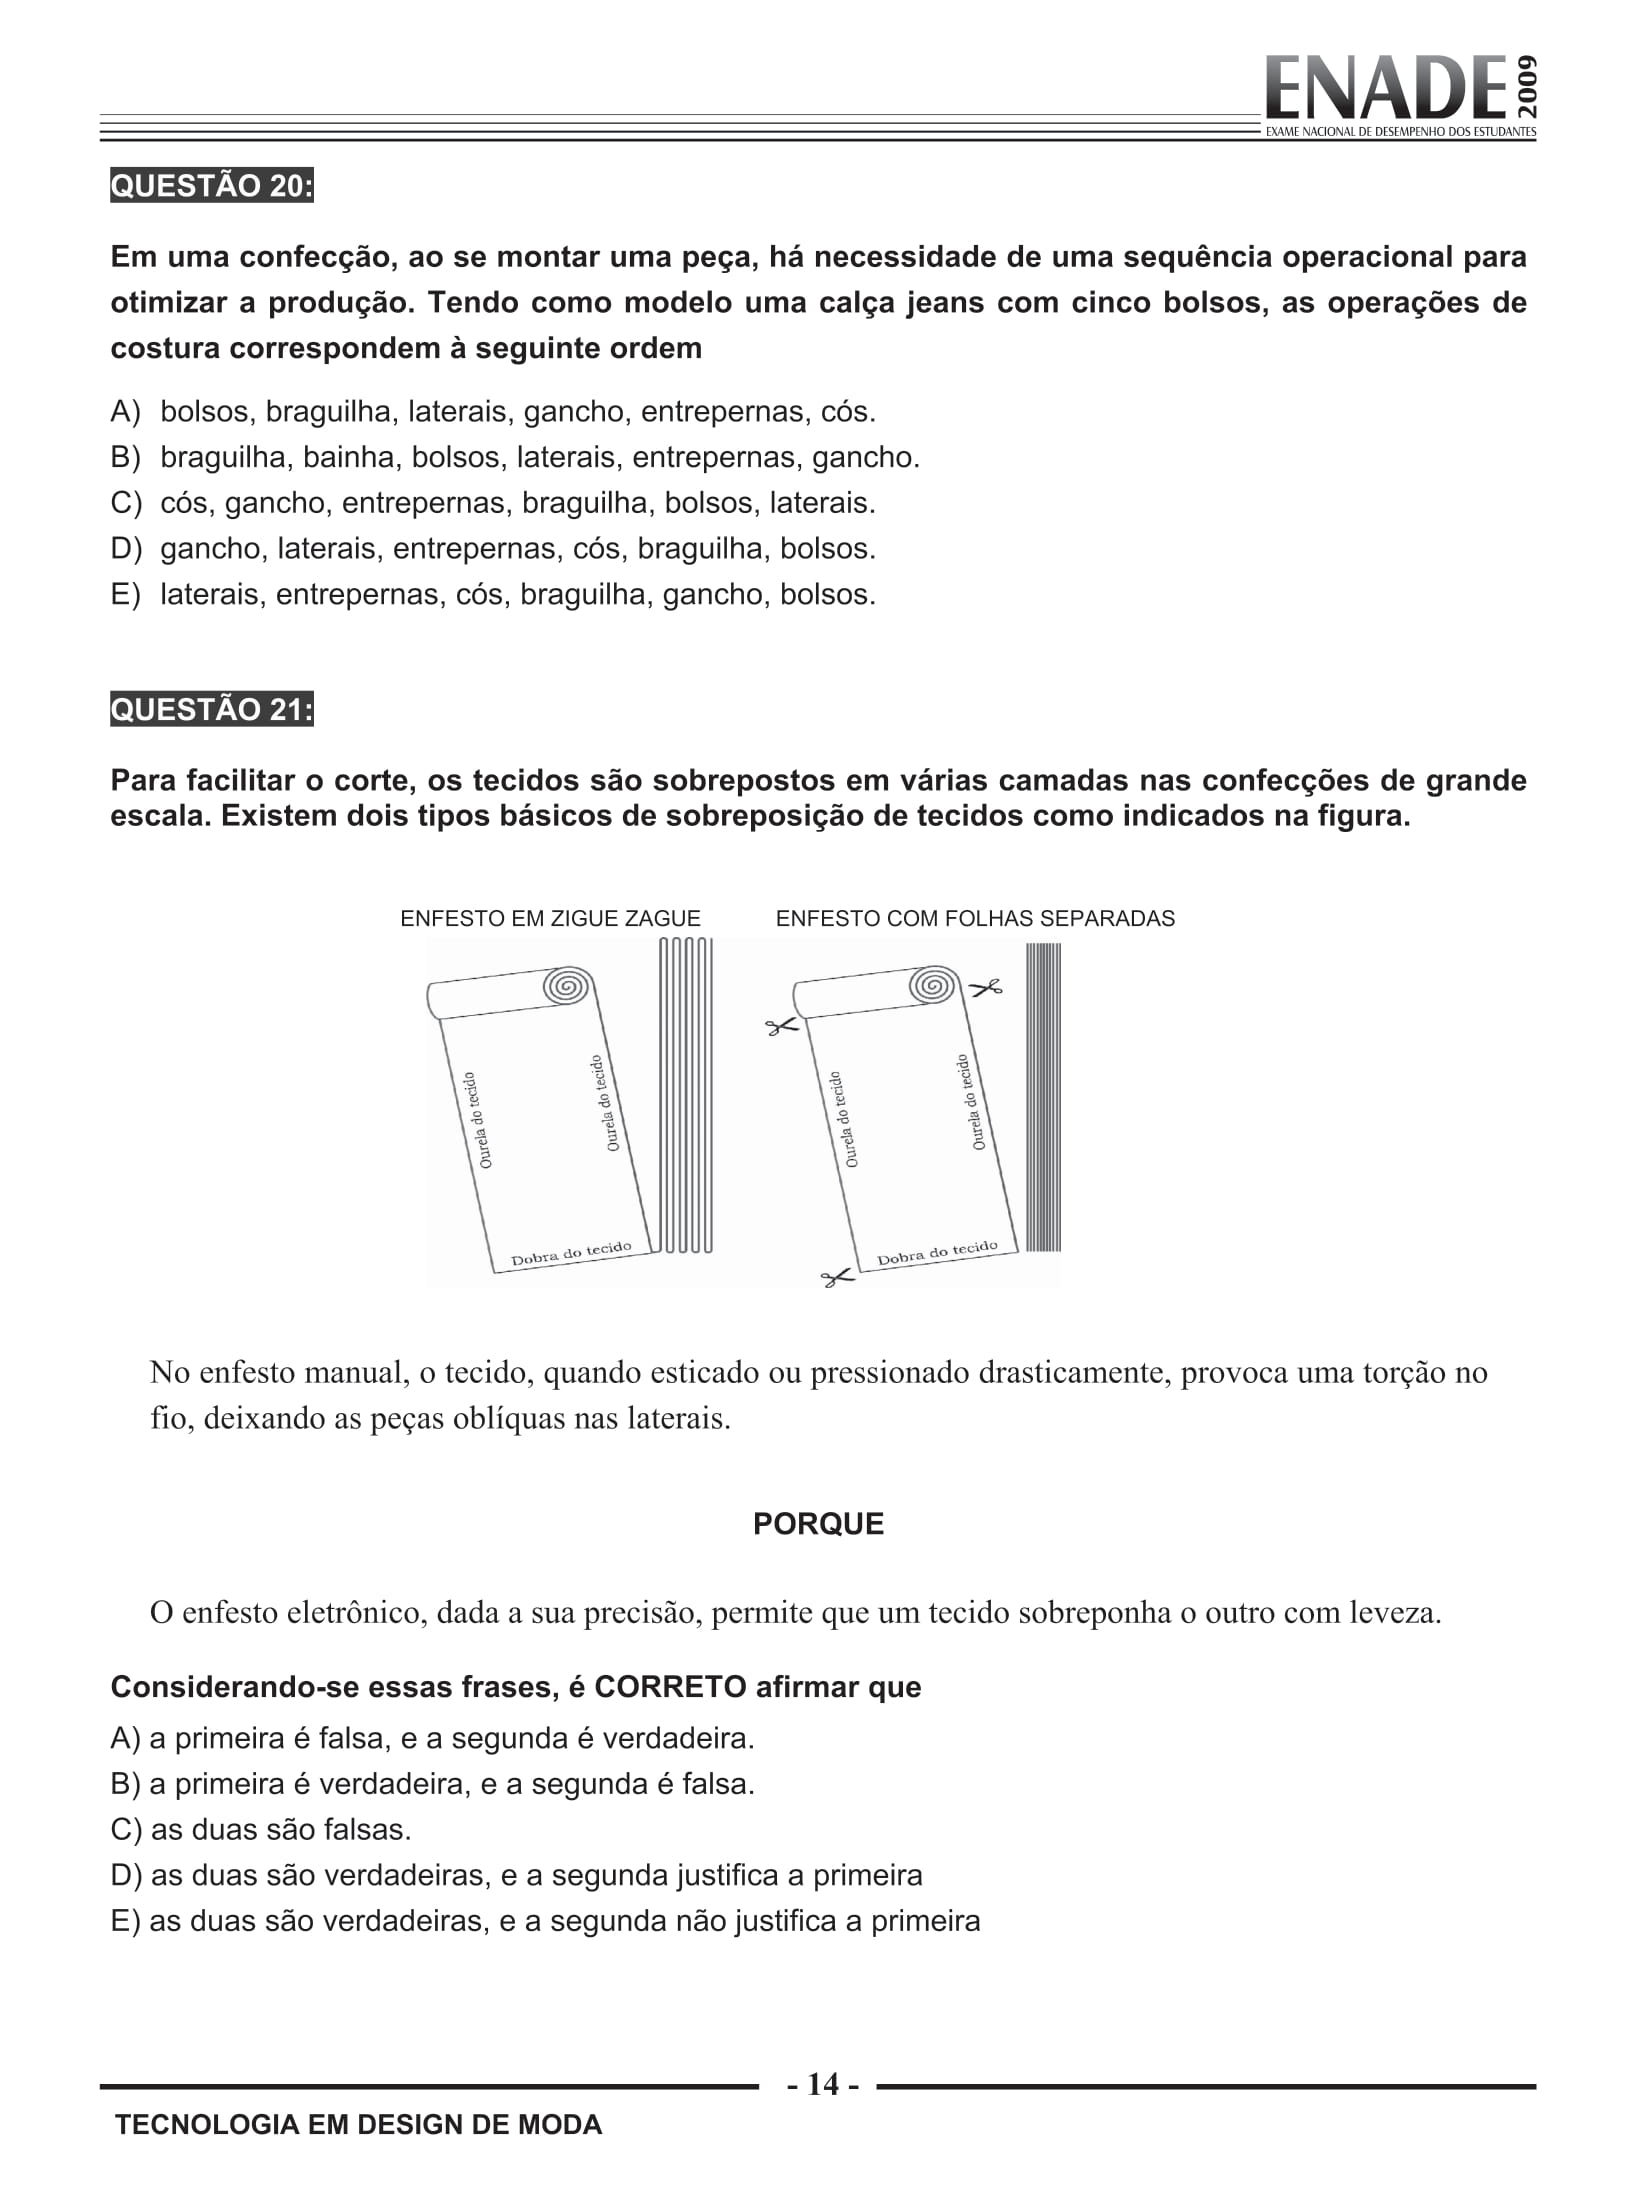 ENADE 2009
EXAME NACIONAL DE DESEMPENHO DOS ESTUDANTES
QUESTÃO 20:
Em uma confecção, ao se montar uma peça, há necessidade de uma sequência operacional para
otimizar a produção. Tendo como modelo uma calça jeans com cinco bolsos, as operações de
costura correspondem à seguinte ordem
A) bolsos, braguilha, laterais, gancho, entrepernas, cós.
B) braguilha, bainha, bolsos, laterais, entrepernas, gancho.
C) cós, gancho, entrepernas, braguilha, bolsos, laterais.
D) gancho, laterais, entrepernas, cós, braguilha, bolsos.
E) laterais, entrepernas, cós, braguilha, gancho, bolsos.
QUESTÃO 21:
Para facilitar o corte, os tecidos são sobrepostos em várias camadas nas confecções de grande
escala. Existem dois tipos básicos de sobreposição de tecidos como indicados na figura.
ENFESTO EM ZIGUE ZAGUE
Ourela do tecido
Ourela do tecido
Dobra do tecido
ENFESTO COM FOLHAS SEPARADAS
Ourela do tecido
Ourela do tecido
Dobra do tecido
No enfesto manual, o tecido, quando esticado ou pressionado drasticamente, provoca uma torção no
fio, deixando as peças oblíquas nas laterais.
PORQUE
O enfesto eletrônico, dada a sua precisão, permite que um tecido sobreponha o outro com leveza.
Considerando-se essas frases, é CORRETO afirmar que
A) a primeira é falsa, e a segunda é verdadeira.
B) a primeira é verdadeira, e a segunda é falsa.
C) as duas são falsas.
D) as duas são verdadeiras, e a segunda justifica a primeira
E) as duas são verdadeiras, e a segunda não justifica a primeira
- 14 -
TECNOLOGIA EM DESIGN DE MODA